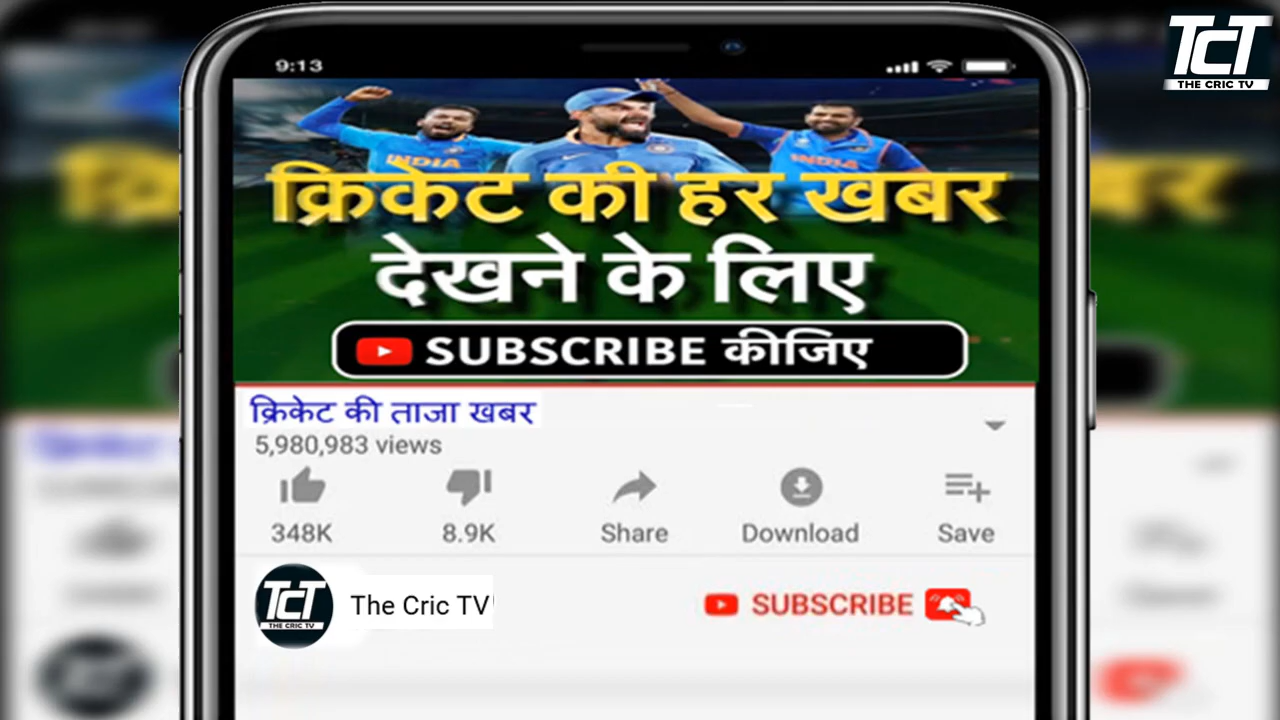 TCT
THE CRIC TV
9:13
INDIA
INDIA
क्रिकेट की हर खबर
देखने के लिए
SUBSCRIBE कीजिए
क्रिकेट की ताजा खबर
5,980,983 views
348K 8.9K Share Download Save
TCT
THE CRIC TV
The Cric TV
SUBSCRIBE